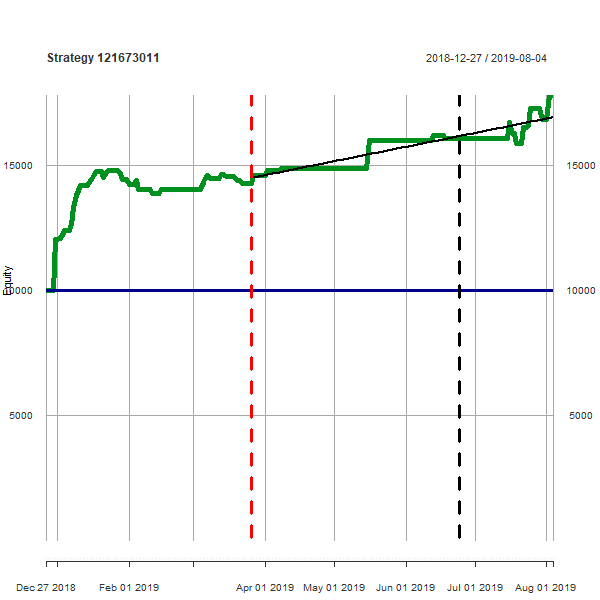 Strategy 121673011
2018-12-27 / 2019-08-04
15000
15000
Equity
10000
10000
5000
5000
Dec 27 2018
Feb 01 2019
Apr 01 2019
May 01 2019
Jun 01 2019
Jul 01 2019
Aug 01 2019